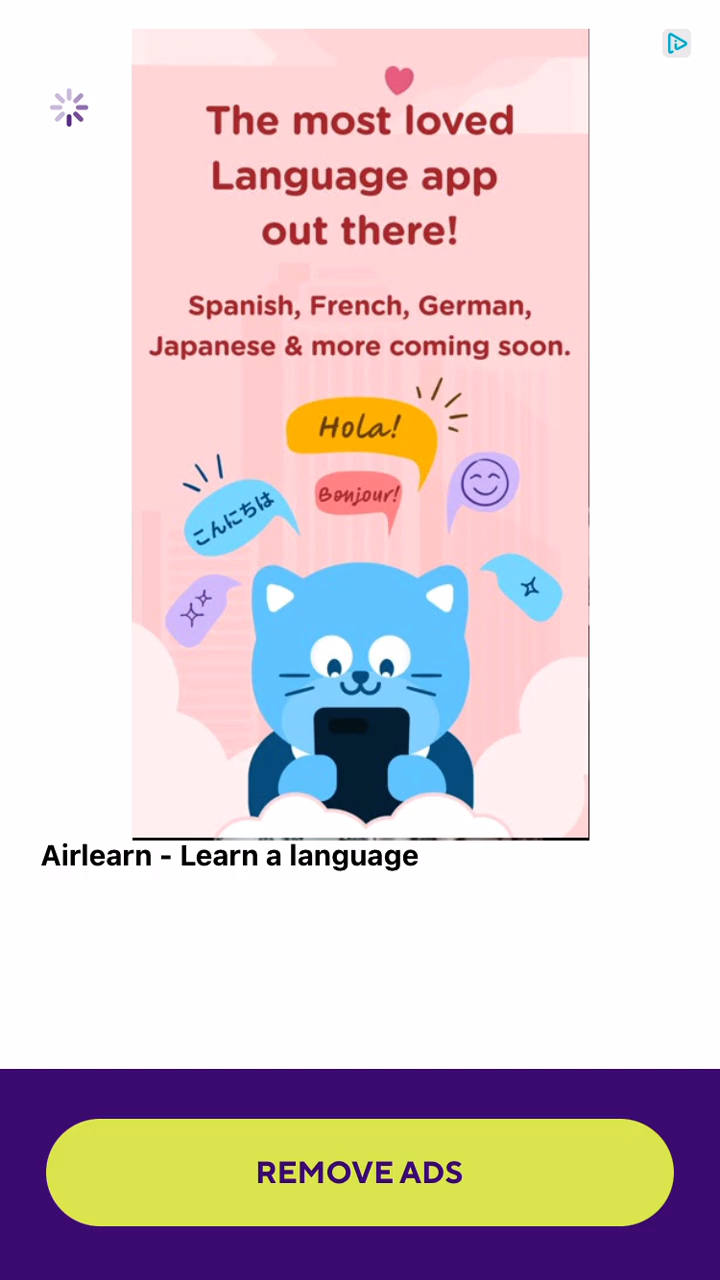 The most loved
Language app
out there!
Spanish, French, German,
Japanese & more coming soon.
Hola!
Bonjour!
こんにちは
Airlearn - Learn a language
REMOVE ADS